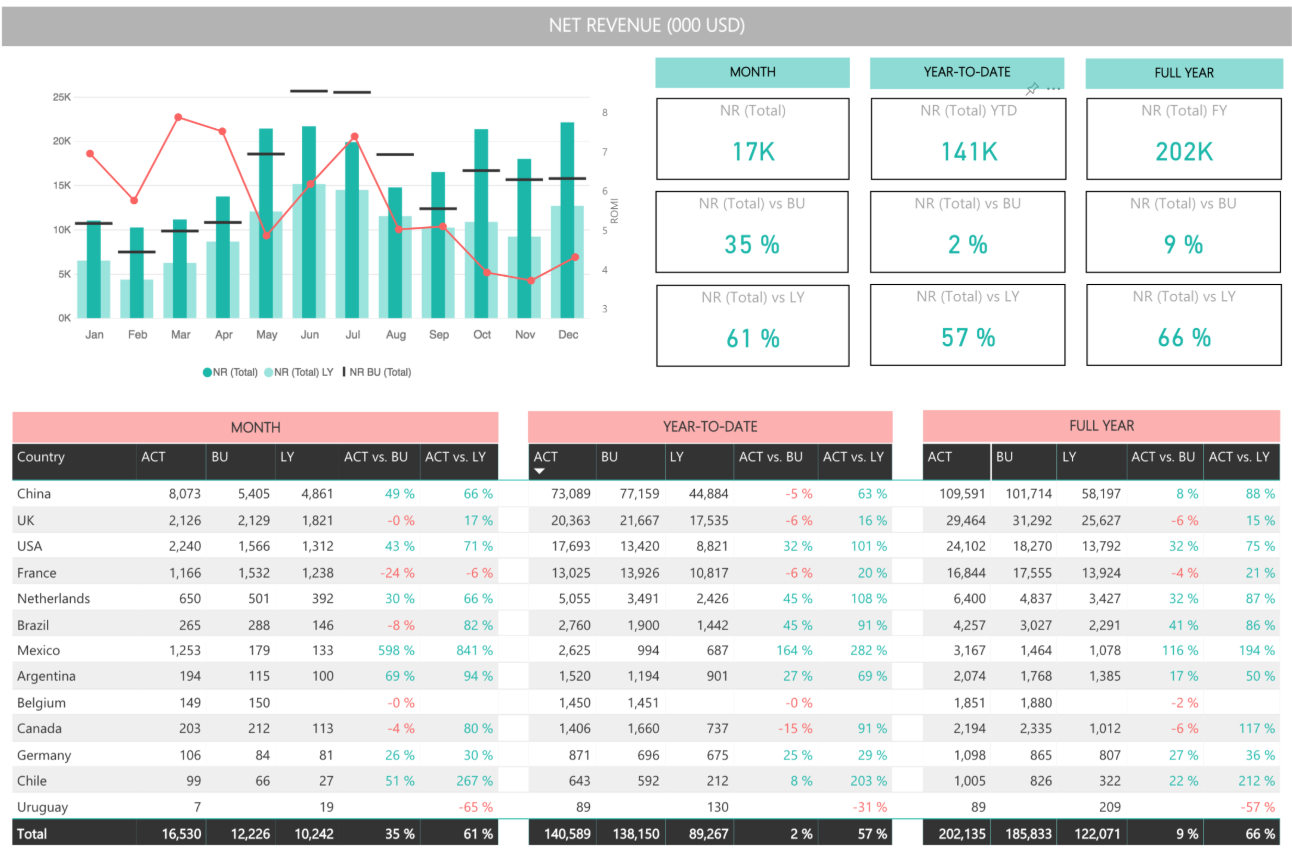 NET REVENUE (000 USD)
25K
20K
15K
10K
5K
0K
8
7
6
5
4
3
ROMI
Jan Feb Mar Apr May Jun Jul Aug Sep Oct Nov Dec
NR (Total) NR (Total) LY NR BU (Total)
MONTH YEAR-TO-DATE FULL YEAR
NR (Total) NR (Total) YTD NR (Total) FY
17K 141K 202K
NR (Total) vs BU NR (Total) vs BU NR (Total) vs BU
35 % 2 % 9 %
NR (Total) vs LY NR (Total) vs LY NR (Total) vs LY
61 % 57 % 66 %
MONTH YEAR-TO-DATE FULL YEAR
Country ACT BU LY ACT vs. BU ACT vs. LY ACT BU LY ACT vs. BU ACT vs. LY ACT BU LY ACT vs. BU ACT vs. LY
China 8,073 5,405 4,861 49 % 66 % 73,089 77,159 44,884 -5 % 63 % 109,591 101,714 58,197 8 % 88 %
UK 2,126 2,129 1,821 -0 % 17 % 20,363 21,667 17,535 -6 % 16 % 29,464 31,292 25,627 -6 % 15 %
USA 2,240 1,566 1,312 43 % 71 % 17,693 13,420 8,821 32 % 101 % 24,102 18,270 13,792 32 % 75 %
France 1,166 1,532 1,238 -24 % -6 % 13,025 13,926 10,817 -6 % 20 % 16,844 17,555 13,924 -4 % 21 %
Netherlands 650 501 392 30 % 66 % 5,055 3,491 2,426 45 % 108 % 6,400 4,837 3,427 32 % 87 %
Brazil 265 288 146 -8 % 82 % 2,760 1,900 1,442 45 % 91 % 4,257 3,027 2,291 41 % 86 %
Mexico 1,253 179 133 598 % 841 % 2,625 994 687 164 % 282 % 3,167 1,464 1,078 116 % 194 %
Argentina 194 115 100 69 % 94 % 1,520 1,194 901 27 % 69 % 2,074 1,768 1,385 17 % 50 %
Belgium 149 150 -0 % 1,450 1,451 -0 % 1,851 1,880 -2 %
Canada 203 212 113 -4 % 80 % 1,406 1,660 737 -15 % 91 % 2,194 2,335 1,012 -6 % 117 %
Germany 106 84 81 26 % 30 % 871 696 675 25 % 29 % 1,098 865 807 27 % 36 %
Chile 99 66 27 51 % 267 % 643 592 212 8 % 203 % 1,005 826 322 22 % 212 %
Uruguay 7 19 -65 % 89 130 -31 % 89 209 -57 %
Total 16,530 12,226 10,242 35 % 61 % 140,589 138,150 89,267 2 % 57 % 202,135 185,833 122,071 9 % 66 %